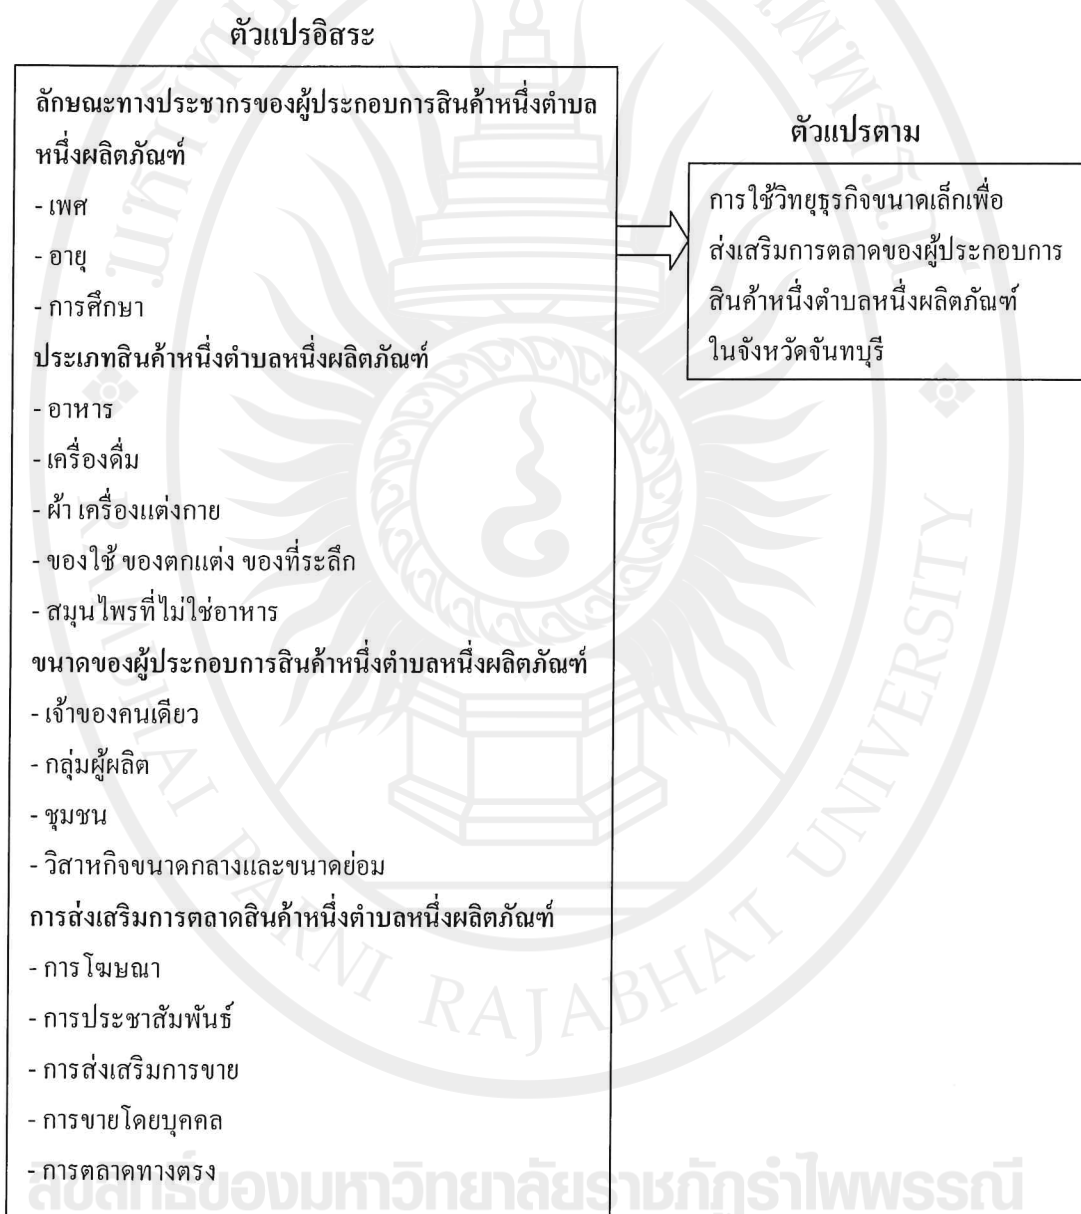 ตัวแปรอิสระ
ลักษณะทางประชากรของผู้ประกอบการสินค้าหนึ่งตำบล
หนึ่งผลิตภัณฑ์
- เพศ
- อายุ
- การศึกษา
ประเภทสินค้าหนึ่งตำบลหนึ่งผลิตภัณฑ์
- อาหาร
- เครื่องดื่ม
- ผ้า เครื่องแต่งกาย
- ของใช้ ของตกแต่ง ของที่ระลึก
- สมุนไพรที่ไม่ใช่อาหาร
ขนาดของผู้ประกอบการสินค้าหนึ่งตำบลหนึ่งผลิตภัณฑ์
- เจ้าของคนเดียว
- กลุ่มผู้ผลิต
- ชุมชน
- วิสาหกิจขนาดกลางและขนาดย่อม
การส่งเสริมการตลาดสินค้าหนึ่งตำบลหนึ่งผลิตภัณฑ์
- การโฆษณา
- การประชาสัมพันธ์
- การส่งเสริมการขาย
- การขายโดยบุคคล
- การตลาดทางตรง
ตัวแปรตาม
การใช้วิทยุธุรกิจขนาดเล็กเพื่อ
ส่งเสริมการตลาดของผู้ประกอบการ
สินค้าหนึ่งตำบลหนึ่งผลิตภัณฑ์
ในจังหวัดจันทบุรี
RAJABHAT UNIVERSITY
ลิขสิทธิ์ของมหาวิทยาลัยราชภัฏรำไพพรรณี